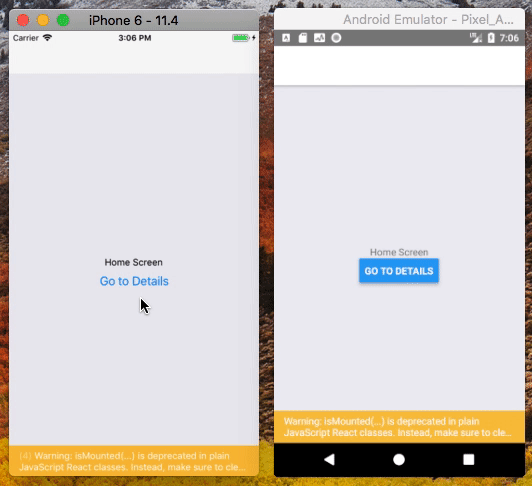 iPhone 6 - 11.4
Carrier
3:06 PM
Home Screen
Go to Details
(4) Warning: isMounted(...) is deprecated in plain
JavaScript React classes. Instead, make sure to cle...
Android Emulator - Pixel_A...
7:06
Home Screen
GO TO DETAILS
Warning: isMounted(...) is deprecated in plain
JavaScript React classes. Instead, make sure to cle...